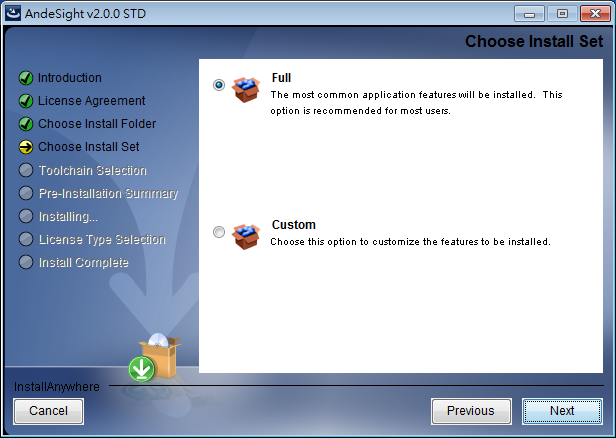 AndeSight v2.0.0 STD
Choose Install Set
Introduction
License Agreement
Choose Install Folder
Choose Install Set
Toolchain Selection
Pre-Installation Summary
Installing...
License Type Selection
Install Complete
Full
The most common application features will be installed.  This
option is recommended for most users.
Custom
Choose this option to customize the features to be installed.
InstallAnywhere
Cancel
Previous
Next